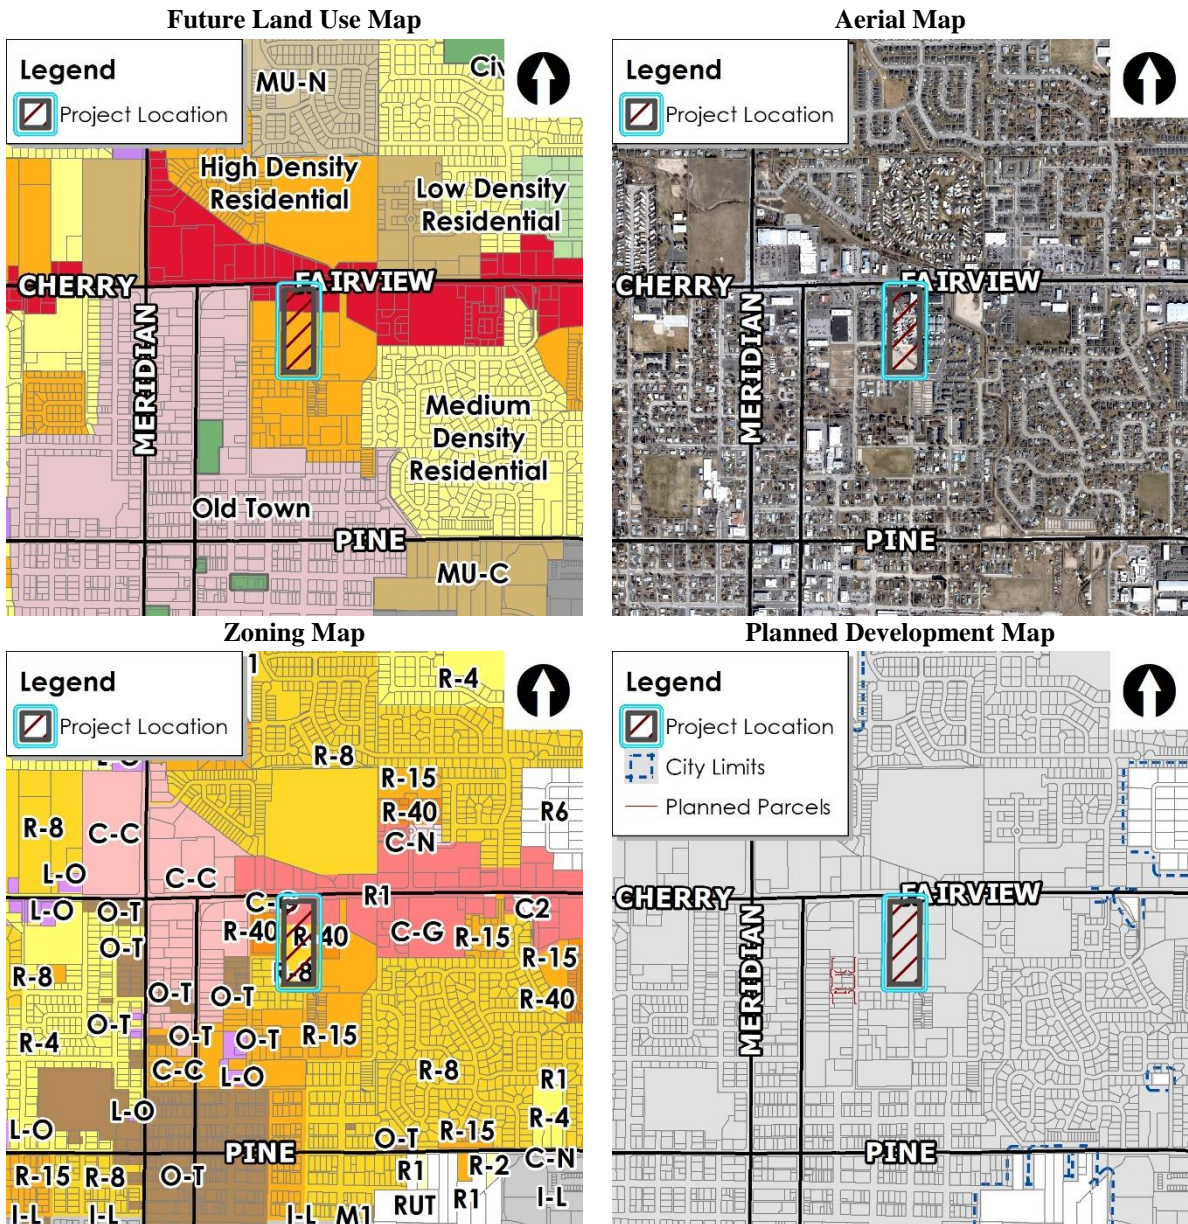 Future Land Use Map
Legend
Project Location
MU-N
High Density
Residential
Low Density
Residential
CHERRY
FAIRVIEW
MERIDIAN
Medium
Density
Residential
Old Town
PINE
MU-C
Aerial Map
Legend
Project Location
CHERRY
FAIRVIEW
MERIDIAN
PINE
Zoning Map
Legend
Project Location
R-4
R-8
R-15
R-40
C-N
R6
R-8
C-C
L-O
C-C
R1
L-O
O-T
O-T
R-40
C-G
R-15
C2
R-15
R-40
R-8
R-8
O-T
O-T
O-T
O-T
O-T
R-15
R-4
C-C
L-O
R-8
R1
R-4
L-O
L-O
O-T
R-15
PINE
C-N
R-15
R-8
O-T
R1
R-2
RUT
R1
I-L
I-L
I-L
I-L
M1
Planned Development Map
Legend
Project Location
City Limits
Planned Parcels
CHERRY
FAIRVIEW
MERIDIAN
PINE